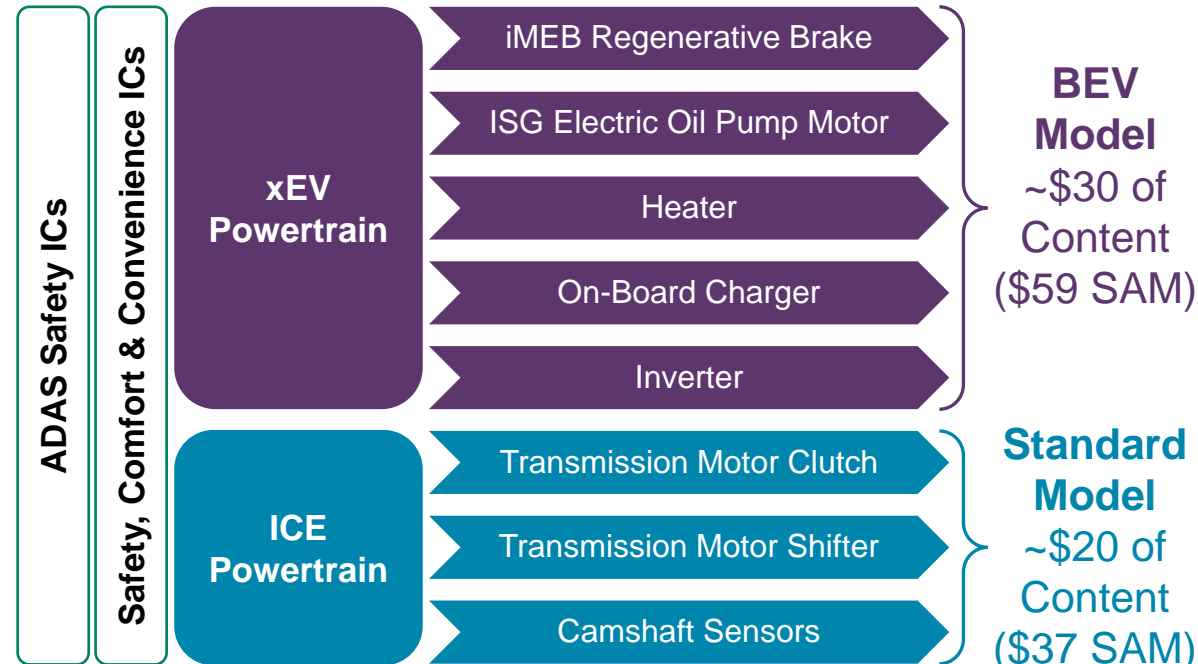 ADAS Safety ICs
Safety, Comfort & Convenience ICs
xEV
Powertrain
iMEB Regenerative Brake
ISG Electric Oil Pump Motor
Heater
On-Board Charger
Inverter
BEV
Model
~$30 of
Content
($59 SAM)
ICE
Powertrain
Transmission Motor Clutch
Transmission Motor Shifter
Camshaft Sensors
Standard
Model
~$20 of
Content
($37 SAM)